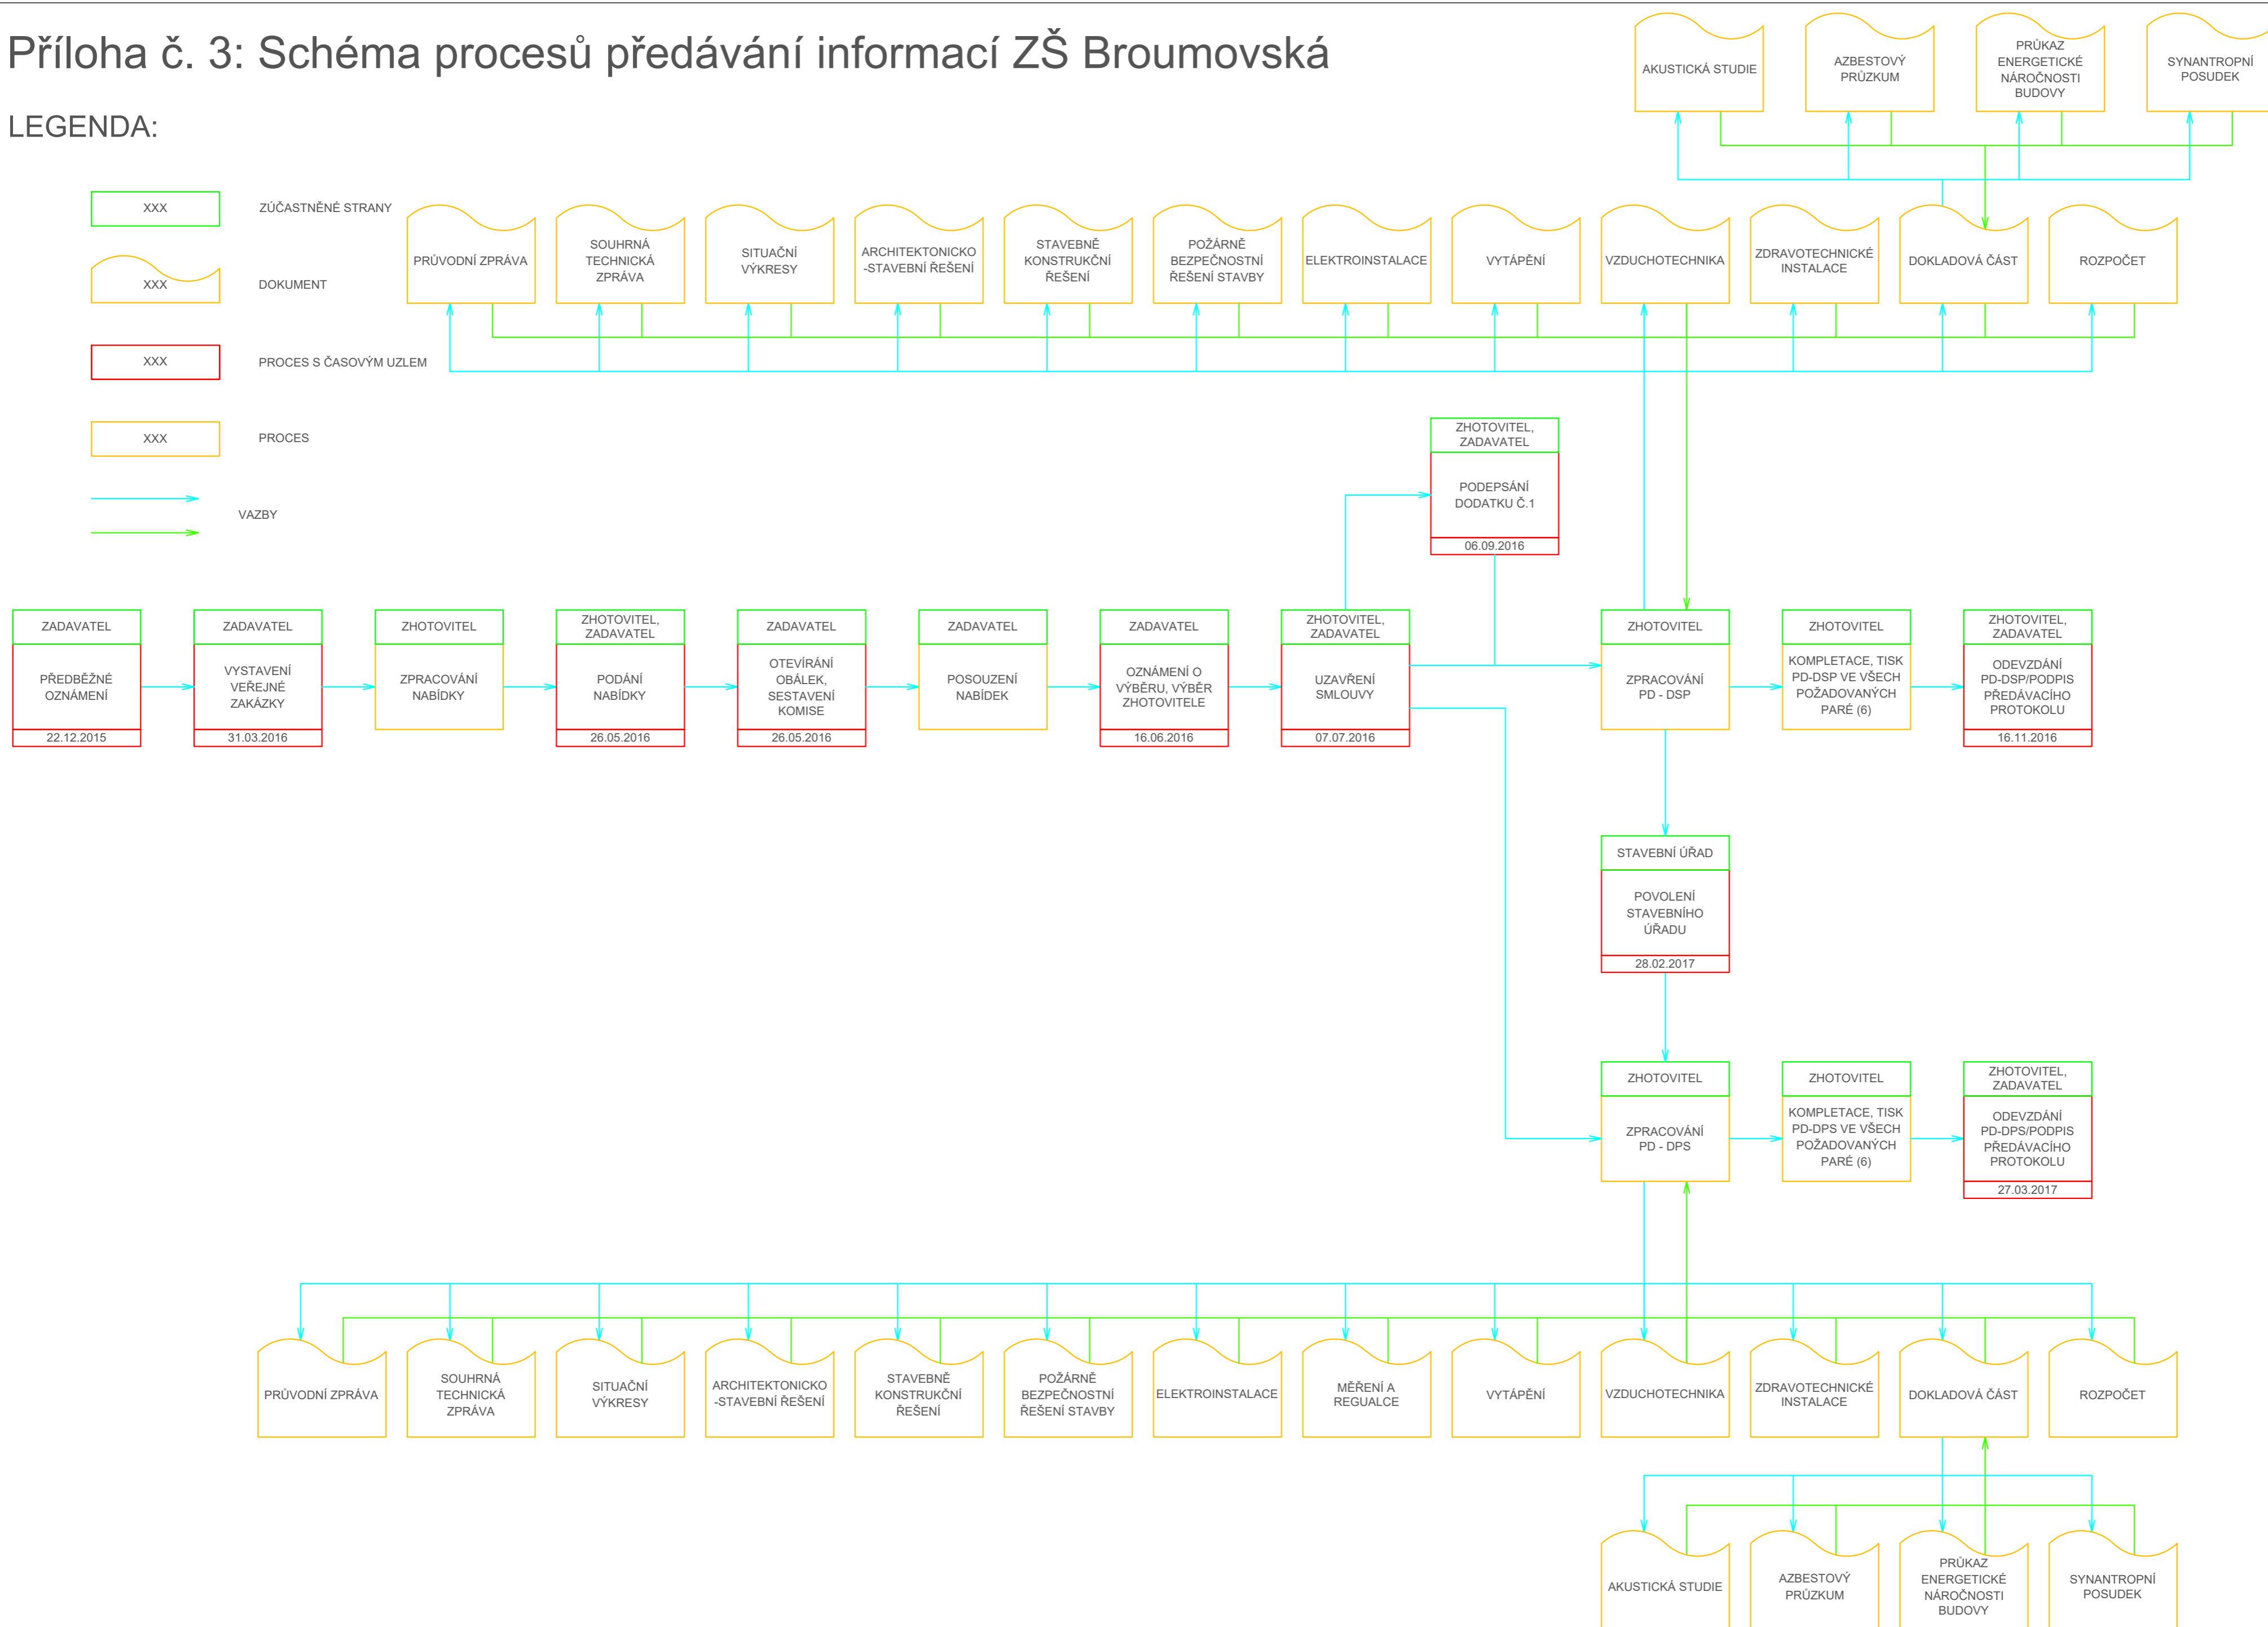 Příloha č. 3: Schéma procesů předávání informací ZŠ Broumovská
AKUSTICKÁ STUDIE
AZBESTOVÝ
PRŮZKUM
PRŮKAZ
ENERGETICKÉ
NÁROČNOSTI
BUDOVY
SYNANTROPNÍ
POSUDEK
LEGENDA:
XXX
ZÚČASTNĚNÉ STRANY
XXX
DOKUMENT
XXX
PROCES S ČASOVÝM UZLEM
XXX
PROCES
VAZBY
PRŮVODNÍ ZPRÁVA
SOUHRNÁ
TECHNICKÁ
ZPRÁVA
SITUAČNÍ
VÝKRESY
ARCHITEKTONICKO
-STAVEBNÍ ŘEŠENÍ
STAVEBNĚ
KONSTRUKČNÍ
ŘEŠENÍ
POŽÁRNĚ
BEZPEČNOSTNÍ
ŘEŠENÍ STAVBY
ELEKTROINSTALACE
VYTÁPĚNÍ
VZDUCHOTECHNIKA
ZDRAVOTECHNICKÉ
INSTALACE
DOKLADOVÁ ČÁST
ROZPOČET
ZHOTOVITEL,
ZADAVATEL
PODEPSÁNÍ
DODATKU Č.1
06.09.2016
ZADAVATEL
PŘEDBĚŽNÉ
OZNÁMENÍ
22.12.2015
ZADAVATEL
VYSTAVENÍ
VEŘEJNÉ
ZAKÁZKY
31.03.2016
ZHOTOVITEL
ZPRACOVÁNÍ
NABÍDKY
ZHOTOVITEL,
ZADAVATEL
PODÁNÍ
NABÍDKY
26.05.2016
ZADAVATEL
OTEVÍRÁNÍ
OBÁLEK,
SESTAVENÍ
KOMISE
26.05.2016
ZADAVATEL
POSOUZENÍ
NABÍDEK
ZADAVATEL
OZNÁMENÍ O
VÝBĚRU, VÝBĚR
ZHOTOVITELE
16.06.2016
ZHOTOVITEL,
ZADAVATEL
UZAVŘENÍ
SMLOUVY
07.07.2016
ZHOTOVITEL
ZPRACOVÁNÍ
PD - DSP
ZHOTOVITEL
KOMPLETACE, TISK
PD-DSP VE VŠECH
POŽADOVANÝCH
PARÉ (6)
ZHOTOVITEL,
ZADAVATEL
ODEVZDÁNÍ
PD-DSP/PODPIS
PŘEDÁVACÍHO
PROTOKOLU
16.11.2016
STAVEBNÍ ÚŘAD
POVOLENÍ
STAVEBNÍHO
ÚŘADU
28.02.2017
ZHOTOVITEL
ZPRACOVÁNÍ
PD - DPS
ZHOTOVITEL
KOMPLETACE, TISK
PD-DPS VE VŠECH
POŽADOVANÝCH
PARÉ (6)
ZHOTOVITEL,
ZADAVATEL
ODEVZDÁNÍ
PD-DPS/PODPIS
PŘEDÁVACÍHO
PROTOKOLU
27.03.2017
PRŮVODNÍ ZPRÁVA
SOUHRNÁ
TECHNICKÁ
ZPRÁVA
SITUAČNÍ
VÝKRESY
ARCHITEKTONICKO
-STAVEBNÍ ŘEŠENÍ
STAVEBNĚ
KONSTRUKČNÍ
ŘEŠENÍ
POŽÁRNĚ
BEZPEČNOSTNÍ
ŘEŠENÍ STAVBY
ELEKTROINSTALACE
MĚŘENÍ A
REGUALCE
VYTÁPĚNÍ
VZDUCHOTECHNIKA
ZDRAVOTECHNICKÉ
INSTALACE
DOKLADOVÁ ČÁST
ROZPOČET
AKUSTICKÁ STUDIE
AZBESTOVÝ
PRŮZKUM
PRŮKAZ
ENERGETICKÉ
NÁROČNOSTI
BUDOVY
SYNANTROPNÍ
POSUDEK